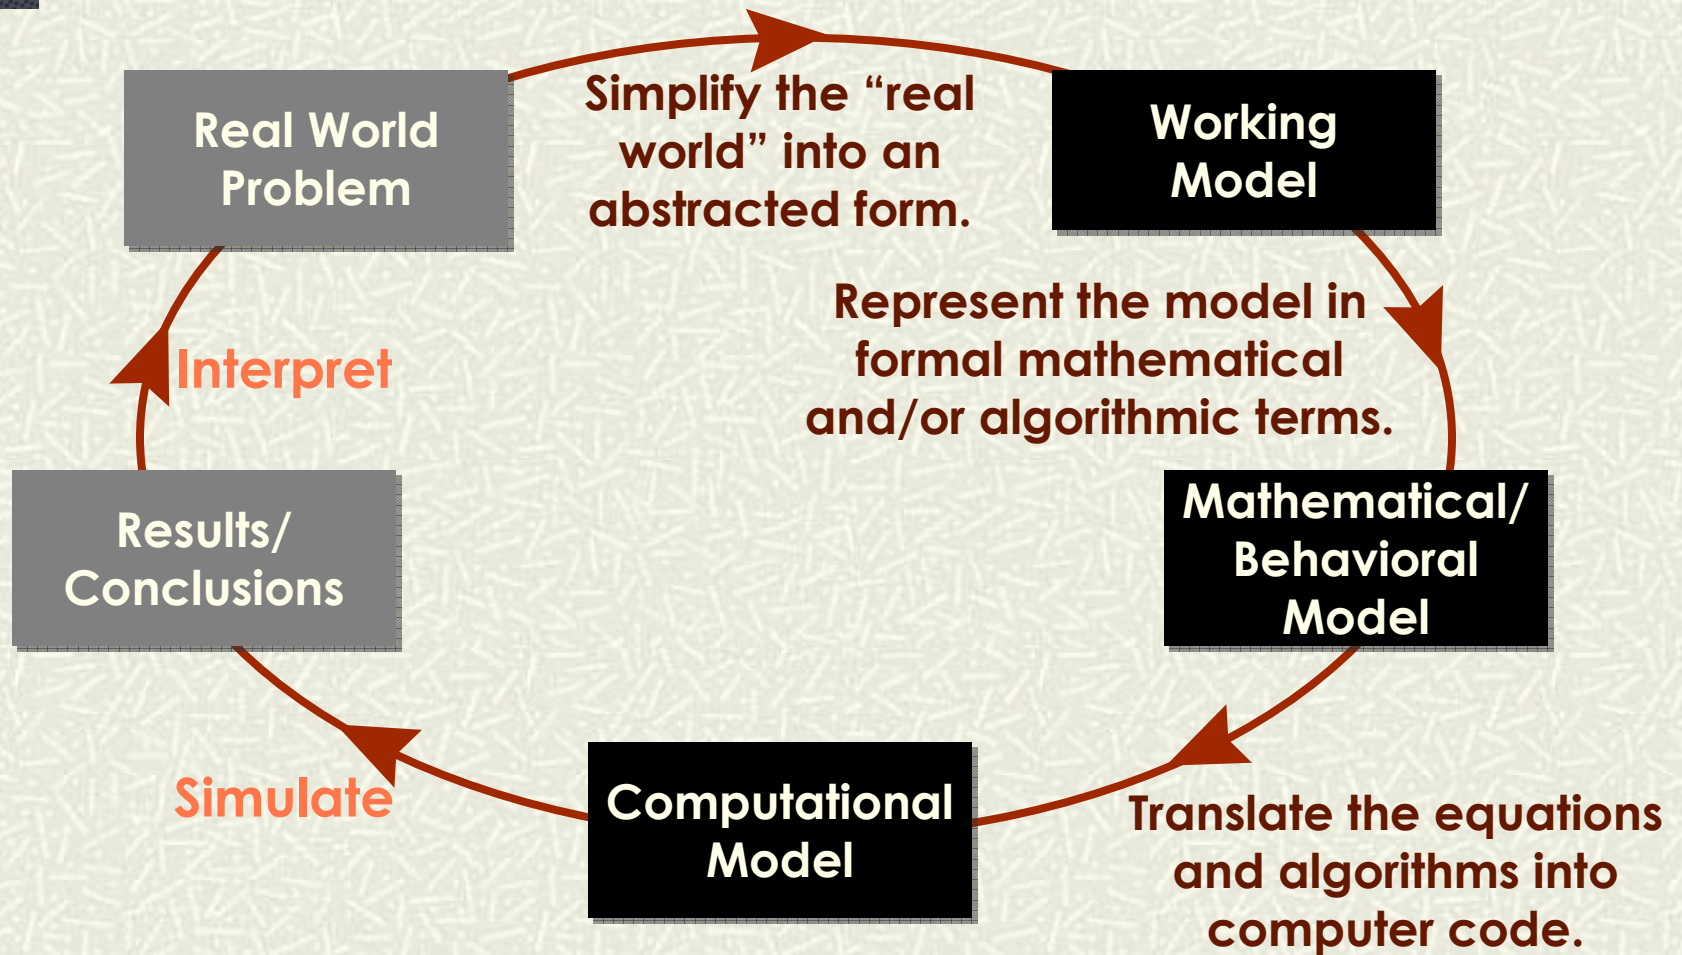 Real World
Problem
Simplify the “real
world” into an
abstracted form.
Working
Model
Represent the model in
formal mathematical
and/or algorithmic terms.
Mathematical/
Behavioral
Model
Translate the equations
and algorithms into
computer code.
Computational
Model
Simulate
Results/
Conclusions
Interpret